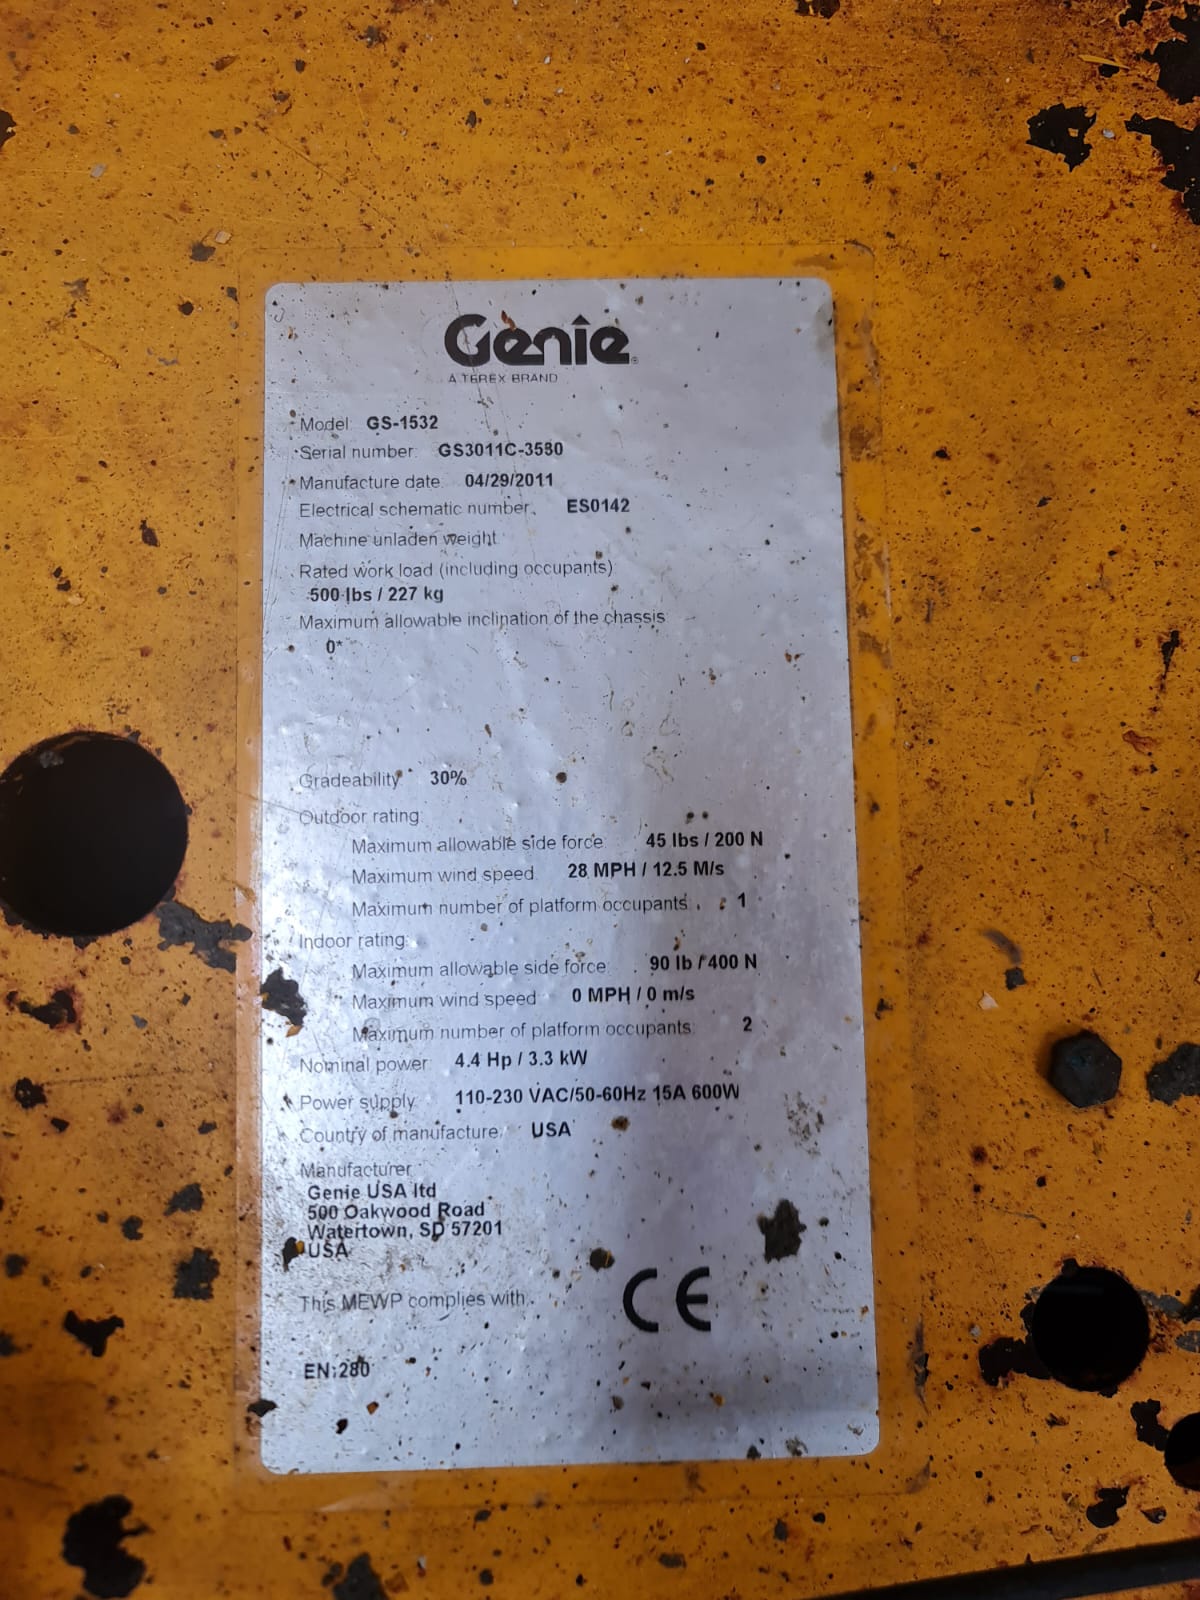 Genie
A TEREX BRAND
Model: GS-1532
Serial number: GS3011C-3580
Manufacture date: 04/29/2011
Electrical schematic number: ES0142
Machine unladen weight:
Rated work load (including occupants):
500 lbs / 227 kg
Maximum allowable inclination of the chassis:
0*
Gradeability: 30%
Outdoor rating:
Maximum allowable side force: 45 lbs / 200 N
Maximum wind speed: 28 MPH / 12.5 M/s
Maximum number of platform occupants: 1
Indoor rating:
Maximum allowable side force: 90 lb / 400 N
Maximum wind speed: 0 MPH / 0 m/s
Maximum number of platform occupants: 2
Nominal power: 4.4 Hp / 3.3 kW
Power supply: 110-230 VAC/50-60Hz 15A 600W
Country of manufacture: USA
Manufacturer:
Genie USA ltd
500 Oakwood Road
Watertown, SD 57201
USA
This MEWP complies with:
CE
EN:280